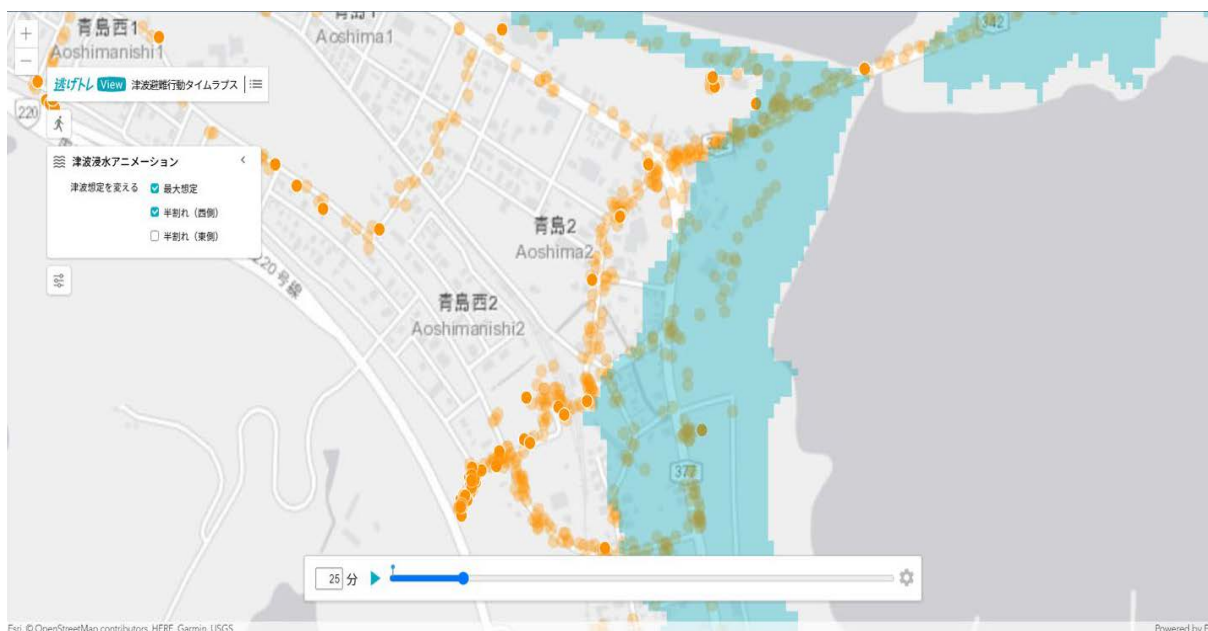 青島西1
Aoshimanishi1
青島1
Aoshima1
342
+
−
逃げトレ View 津波避難行動タイムラプス
220
津波浸水アニメーション
津波想定を変える 最大想定
半割れ（西側）
半割れ（東側）
220号線
青島2
Aoshima2
青島西2
Aoshimanishi2
377
25 分
Esri, © OpenStreetMap contributors, HERE, Garmin, USGS
Powered by